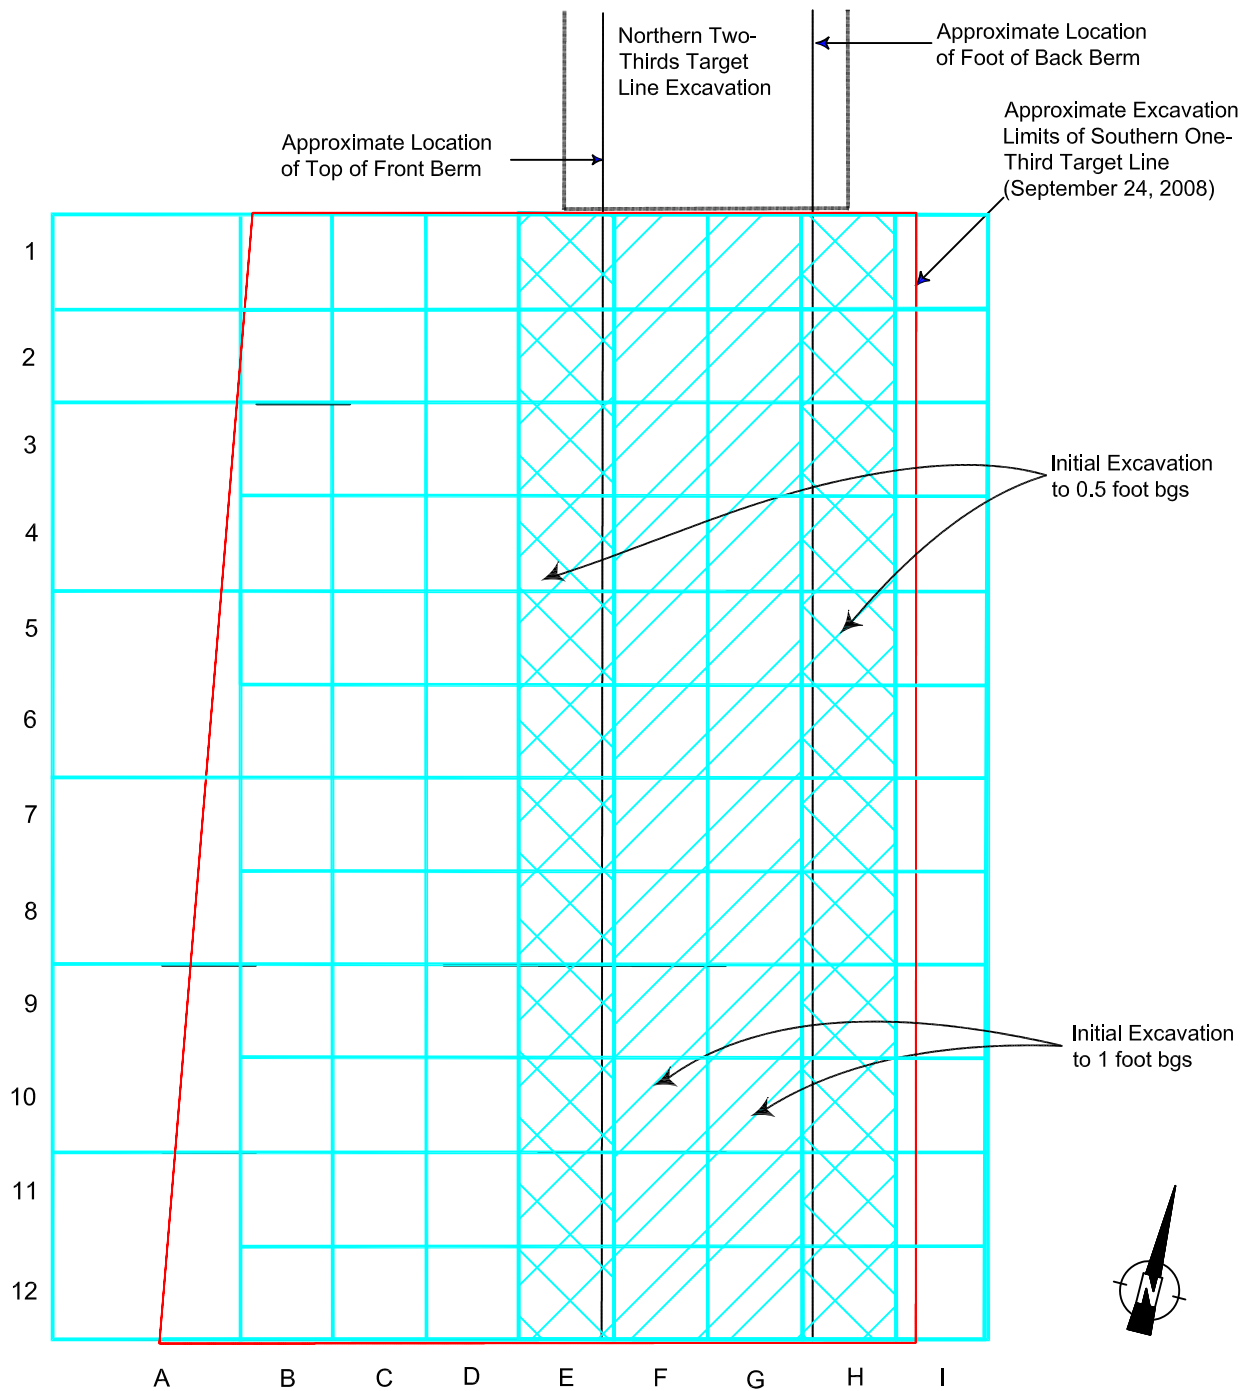 Northern Two-
Thirds Target
Line Excavation
Approximate Location
of Foot of Back Berm
Approximate Excavation
Limits of Southern One-
Third Target Line
(September 24, 2008)
Approximate Location
of Top of Front Berm
1
2
3
4
5
6
7
8
9
10
11
12
Initial Excavation
to 0.5 foot bgs
Initial Excavation
to 1 foot bgs
N
A B C D E F G H I